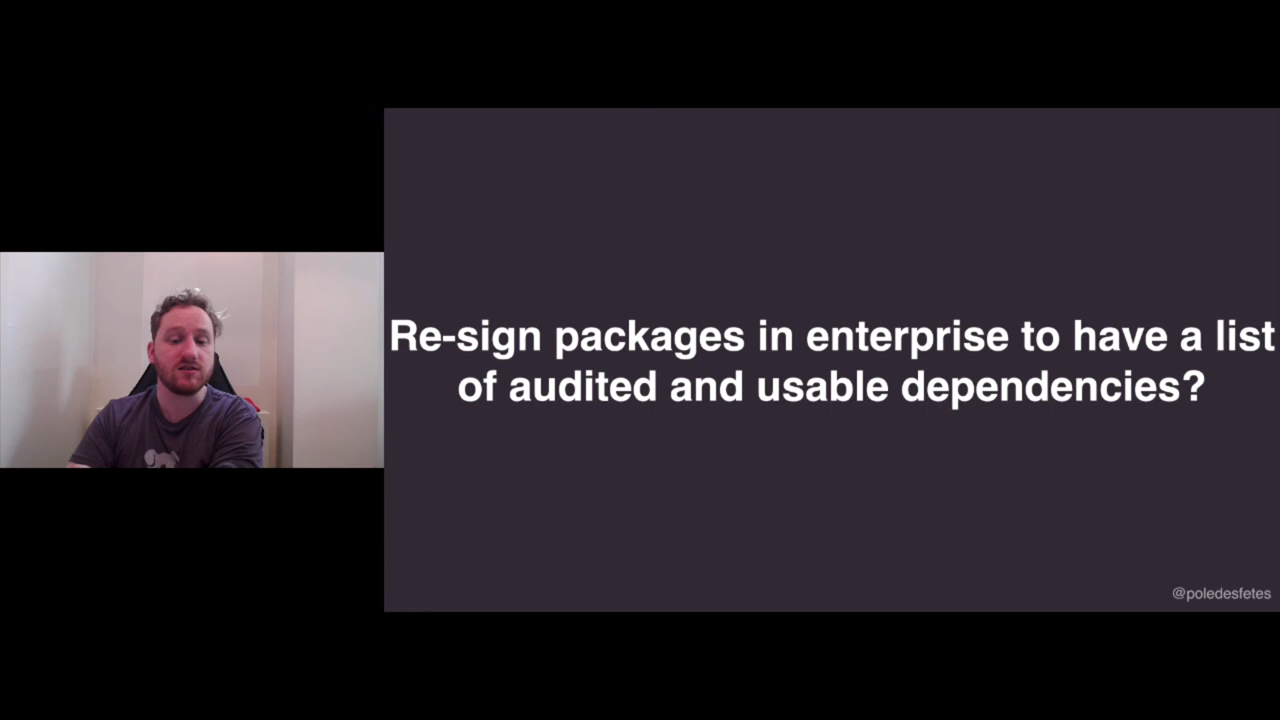 Re-sign packages in enterprise to have a list
of audited and usable dependencies?
@poledesfetes